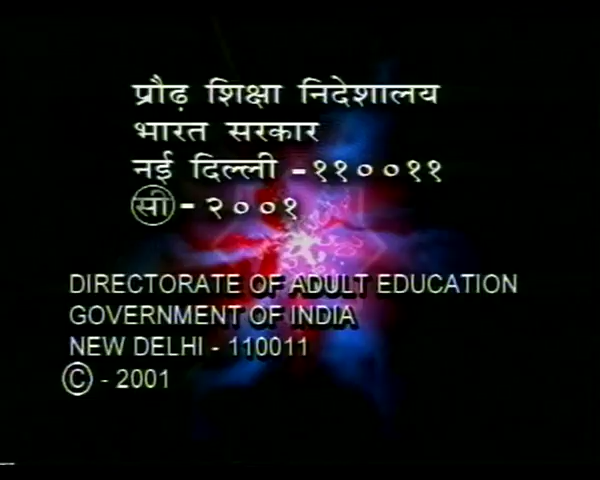 प्रौढ़ शिक्षा निदेशालय
भारत सरकार
नई दिल्ली -११००११
सी - २००१
DIRECTORATE OF ADULT EDUCATION
GOVERNMENT OF INDIA
NEW DELHI - 110011
© - 2001